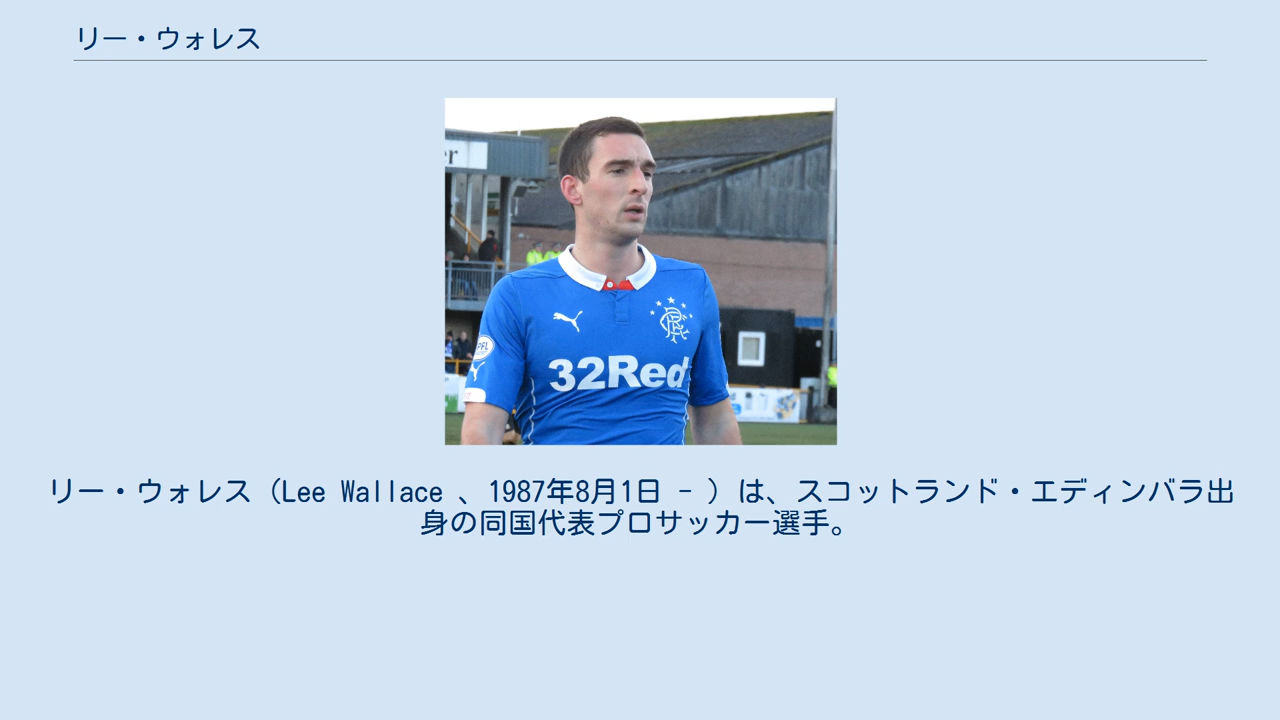 リー・ウォレス
r
PFL
32Red
リー・ウォレス（Lee Wallace 、1987年8月1日 - ）は、スコットランド・エディンバラ出
身の同国代表プロサッカー選手。